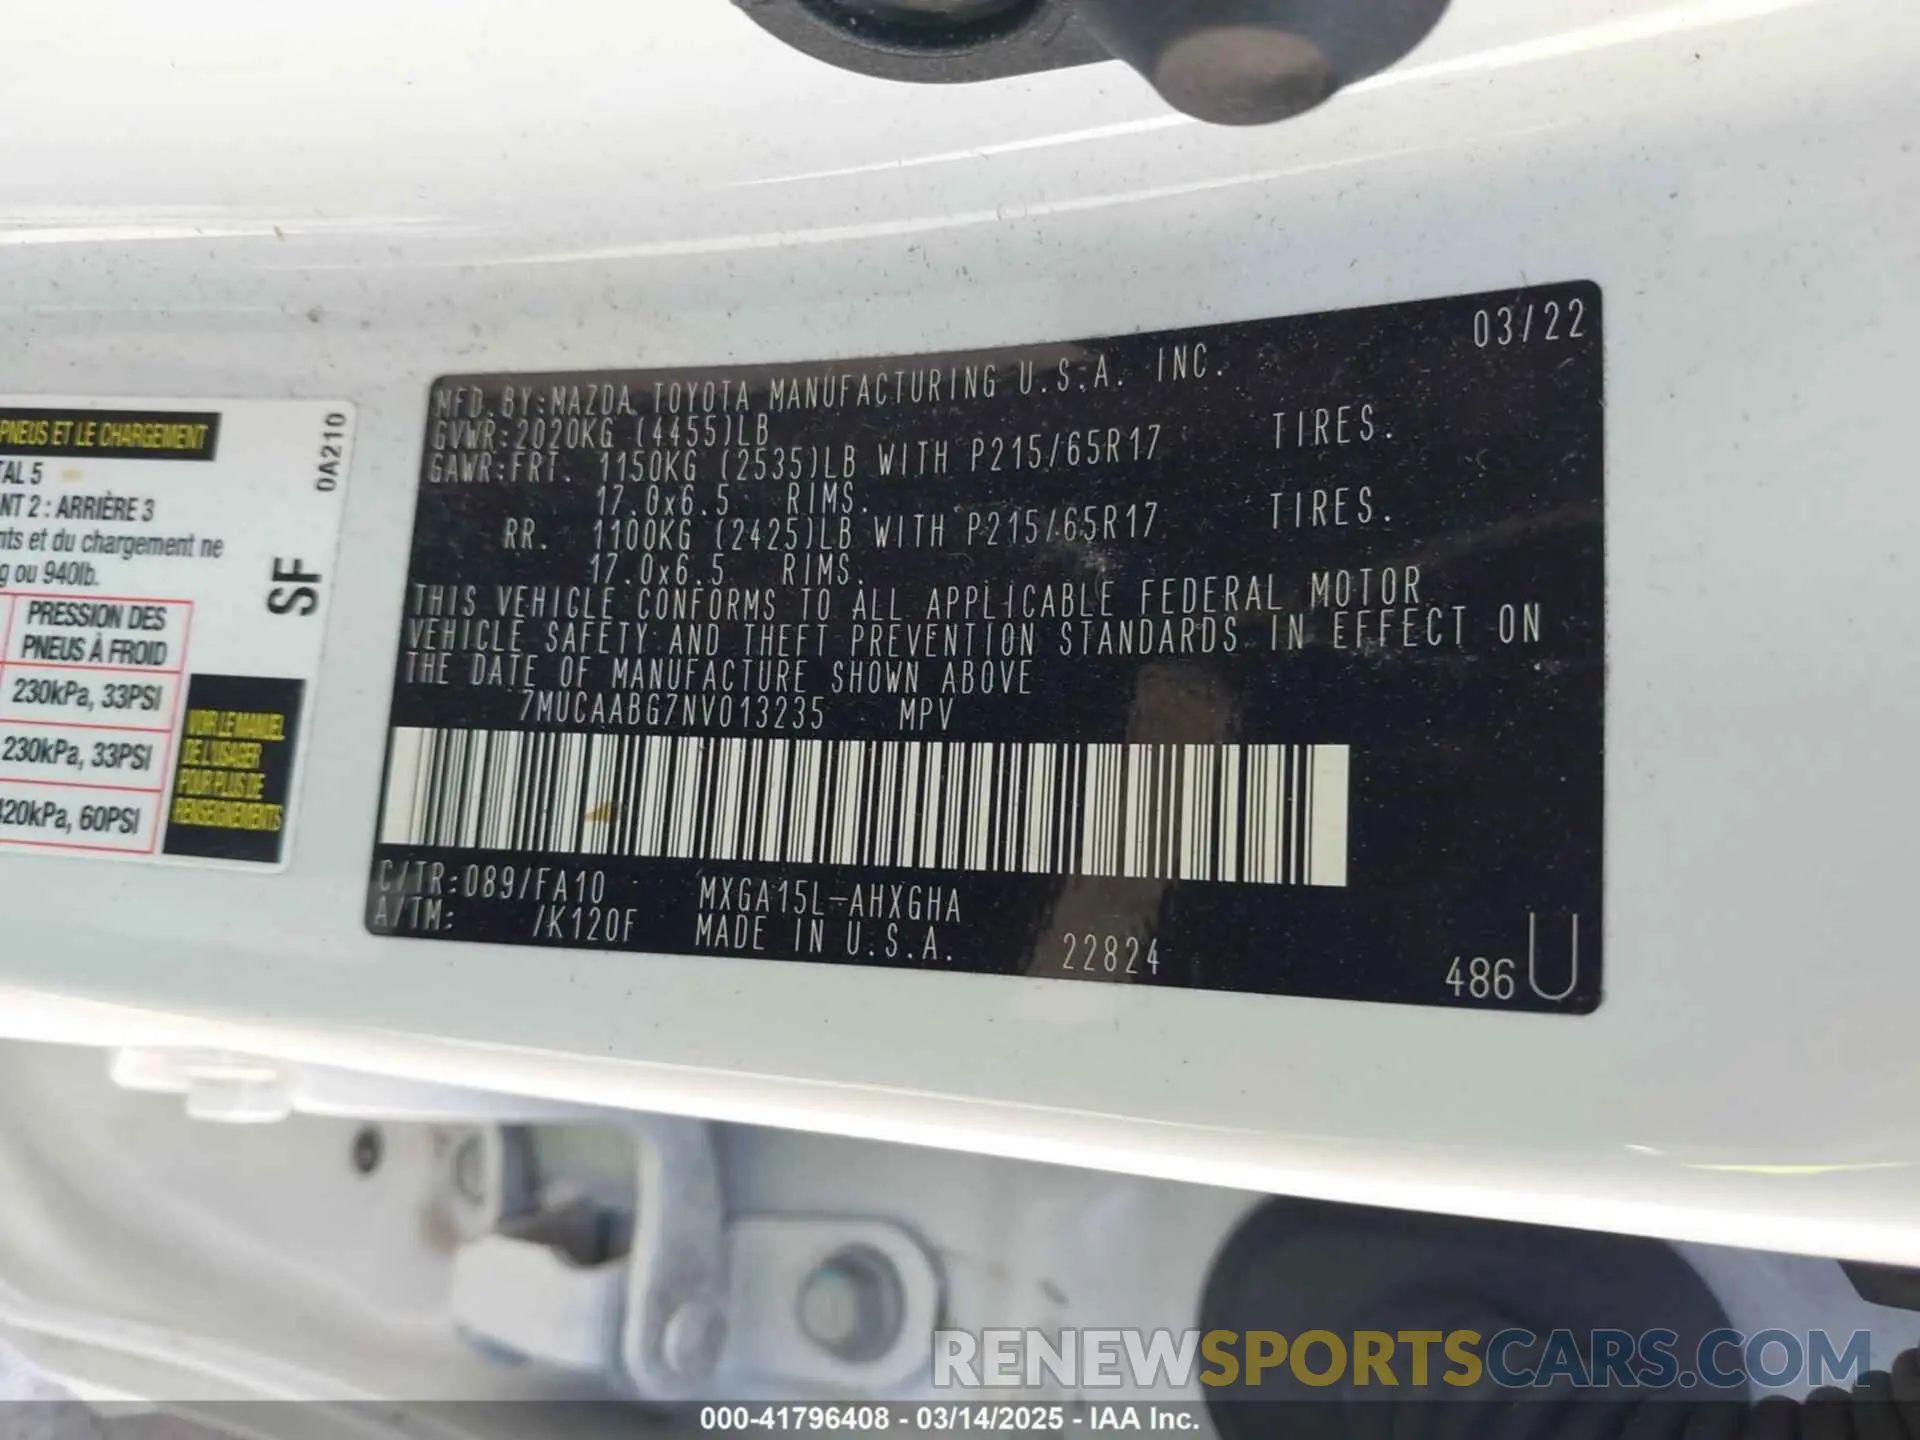 PNEUS ET LE CHARGEMENT
TAL 5
NT 2 : ARRIÈRE 3
nts et du chargement ne
g ou 940lb.
PRESSION DES
PNEUS À FROID
230kPa, 33PSI
230kPa, 33PSI
420kPa, 60PSI
VOIR LE MANUEL
DE L'USAGER
POUR PLUS DE
RENSEIGNEMENTS
0A210
SF
03/22
MFD. BY:MAZDA TOYOTA MANUFACTURING U.S.A. INC.
GVWR:2020KG (4455)LB
GAWR:FRT. 1150KG (2535)LB WITH P215/65R17 TIRES.
17.0x6.5 RIMS.
RR. 1100KG (2425)LB WITH P215/65R17 TIRES.
17.0x6.5 RIMS.
THIS VEHICLE CONFORMS TO ALL APPLICABLE FEDERAL MOTOR
VEHICLE SAFETY AND THEFT PREVENTION STANDARDS IN EFFECT ON
THE DATE OF MANUFACTURE SHOWN ABOVE
7MUCAABG7NV013235 MPV
C/TR:089/FA10 MXGA15L-AHXGHA
A/TM: /K120F MADE IN U.S.A. 22824 486 U
RENEWSPORTSCARS.COM
000-41796408 - 03/14/2025 - IAA Inc.